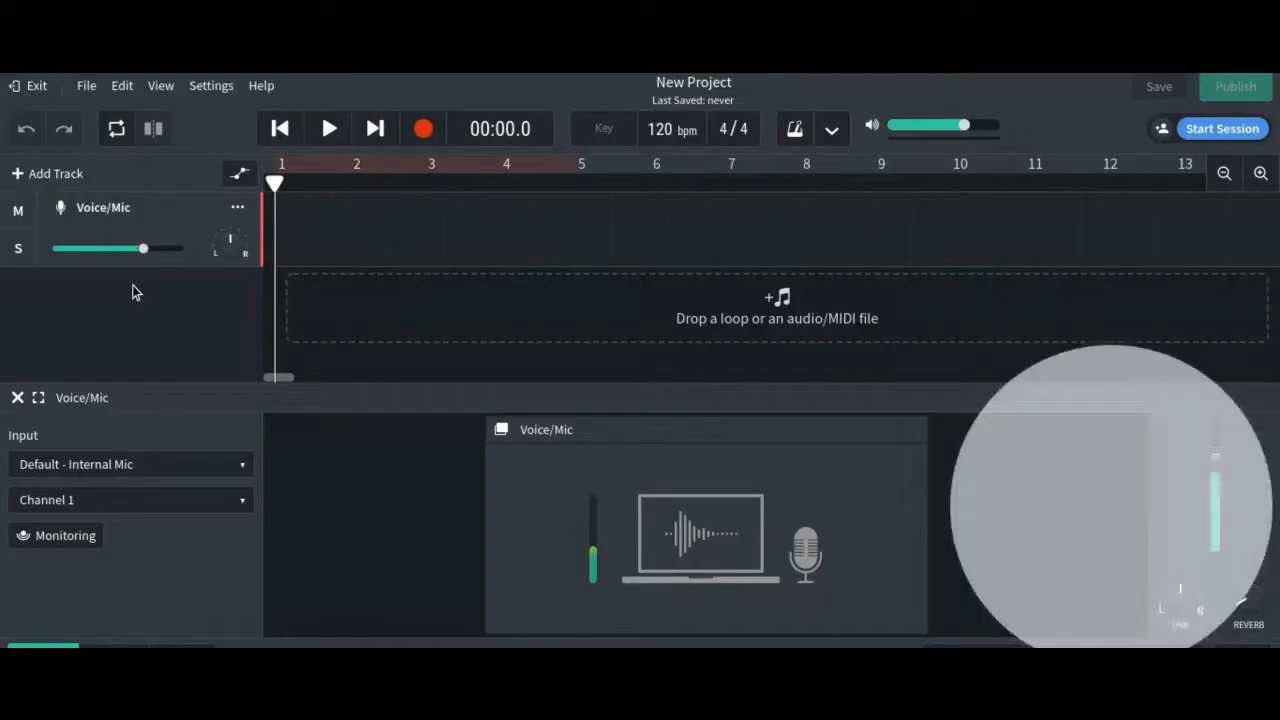 Exit File Edit View Settings Help
New Project
Last Saved: never
Save Publish
00:00.0 Key 120 bpm 4 / 4 Start Session
+ Add Track
1 2 3 4 5 6 7 8 9 10 11 12 13
M Voice/Mic ...
S L R
Drop a loop or an audio/MIDI file
Voice/Mic
Input
Voice/Mic
Default - Internal Mic
Channel 1
Monitoring
L R
REVERB